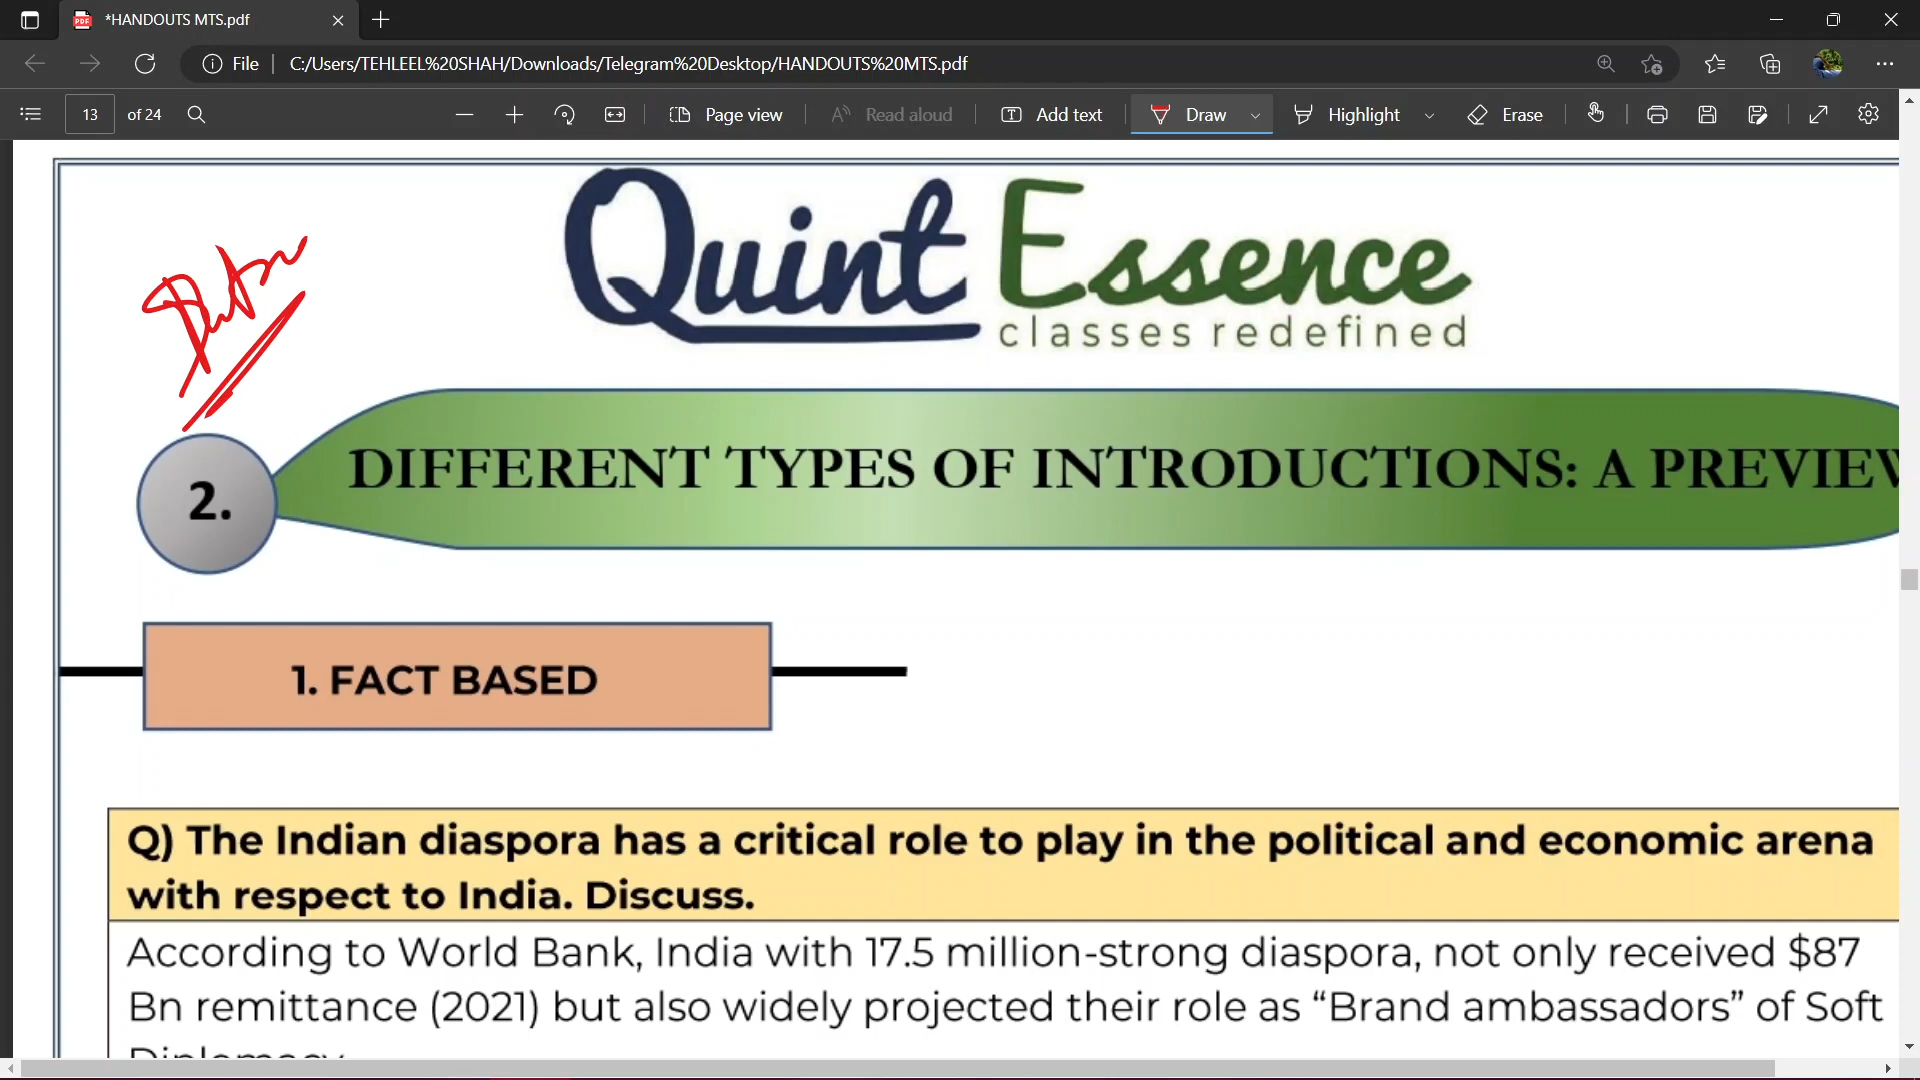 *HANDOUTS MTS.pdf
File C:/Users/TEHLEEL%20SHAH/Downloads/Telegram%20Desktop/HANDOUTS%20MTS.pdf
13 of 24 Page view Read aloud Add text Draw Highlight Erase
Quint Essence
classes redefined
2. DIFFERENT TYPES OF INTRODUCTIONS: A PREVIEW
1. FACT BASED
Q) The Indian diaspora has a critical role to play in the political and economic arena
with respect to India. Discuss.
According to World Bank, India with 17.5 million-strong diaspora, not only received $87
Bn remittance (2021) but also widely projected their role as “Brand ambassadors” of Soft
Diplomacy.